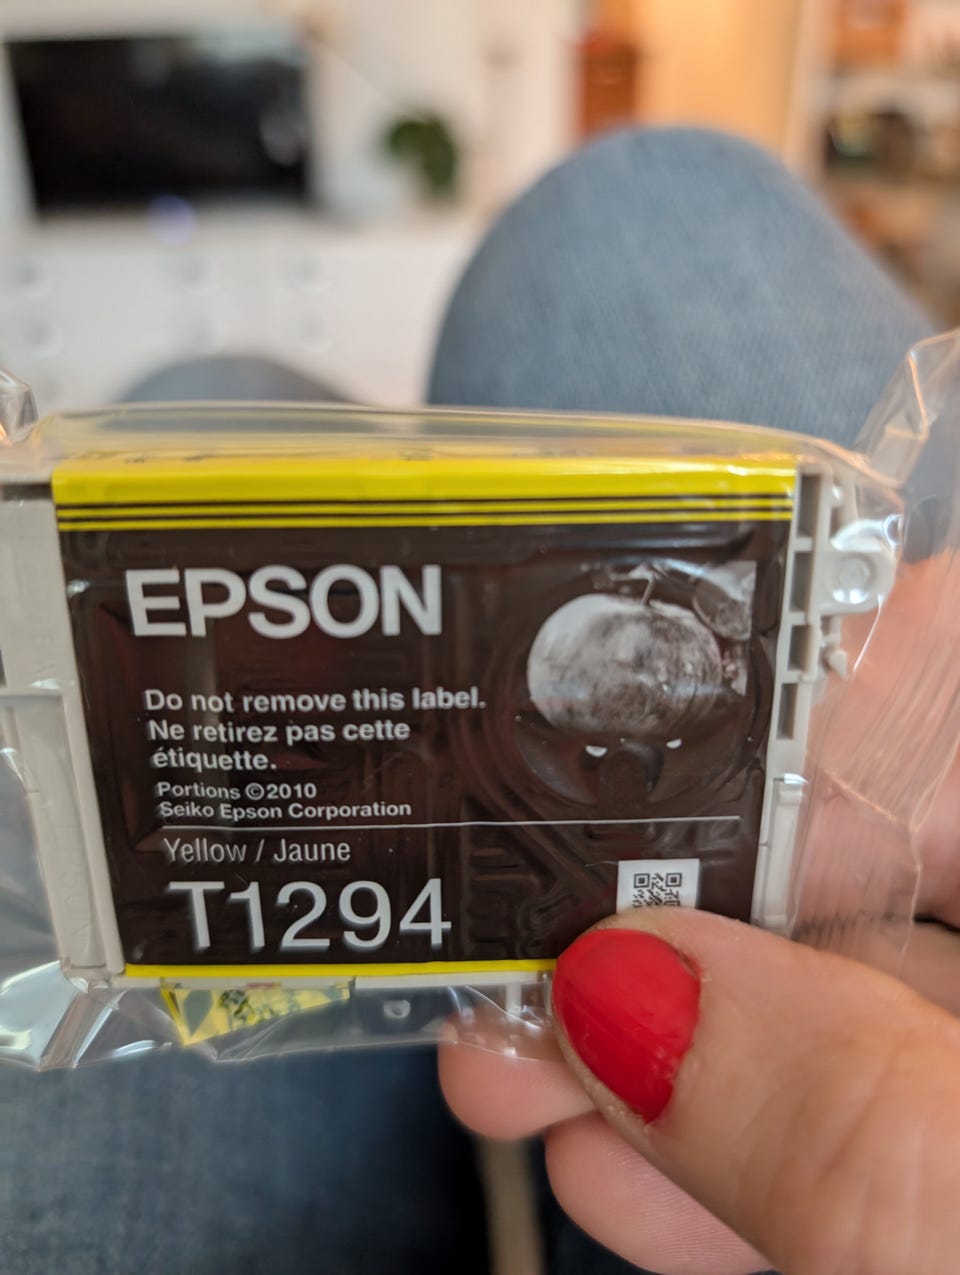 EPSON
Do not remove this label.
Ne retirez pas cette
étiquette.
Portions ©2010
Seiko Epson Corporation
Yellow / Jaune
T1294